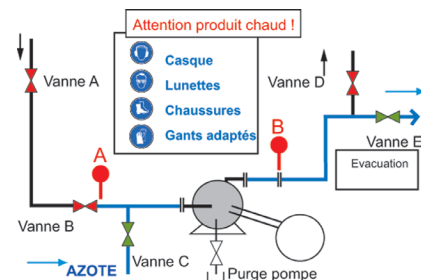 Attention produit chaud !
Vanne A
Casque
Lunettes
Chaussures
Gants adaptés
Vanne D
B
A
Vanne E
Evacuation
Vanne B
AZOTE
Vanne C
Purge pompe